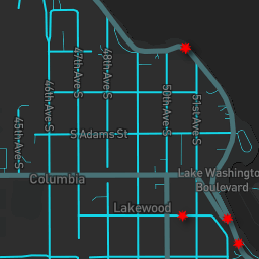 45th Ave S
46th Ave S
47th Ave S
48th Ave S
50th Ave S
51st Ave S
S Adams St
Lake Washington
Boulevard
Columbia
Lakewood